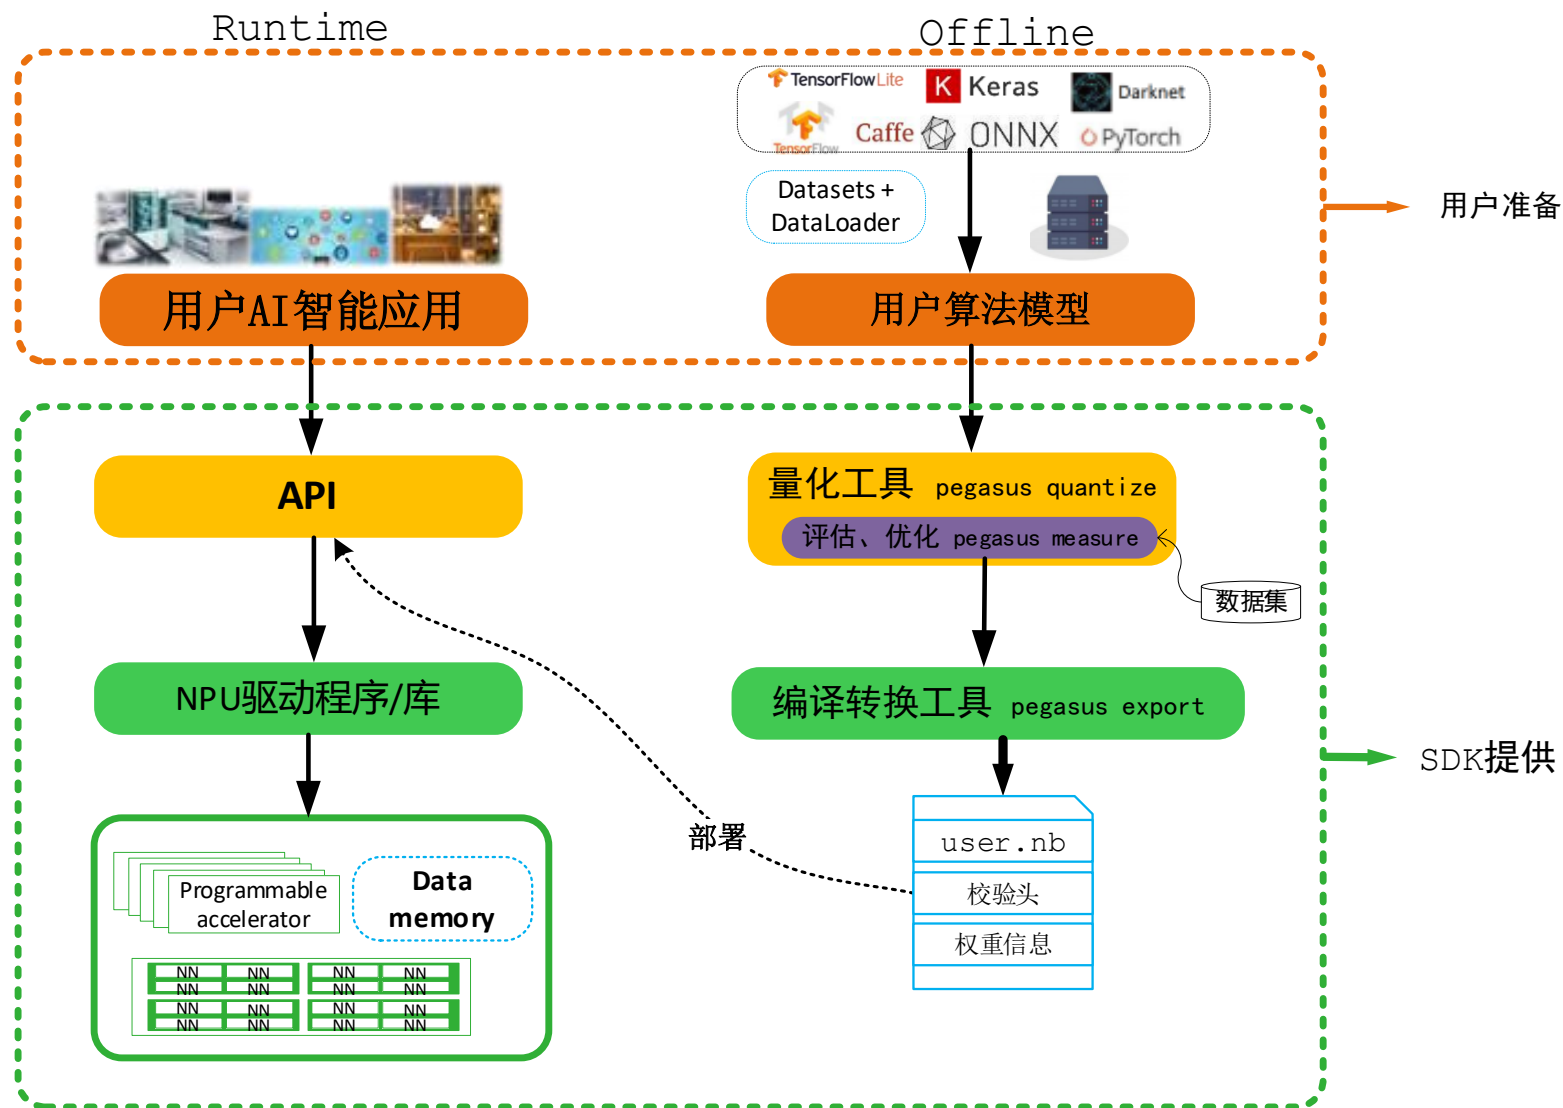 Runtime
Offline
TensorFlowLite
K Keras
Darknet
TensorFlow
Caffe
ONNX
PyTorch
Datasets +
DataLoader
用户准备
用户AI智能应用
用户算法模型
API
量化工具 pegasus quantize
评估、优化 pegasus measure
数据集
NPU驱动程序/库
编译转换工具 pegasus export
SDK提供
部署
user.nb
校验头
权重信息
Programmable
accelerator
Data
memory
NN NN NN NN
NN NN NN NN
NN NN NN NN
NN NN NN NN